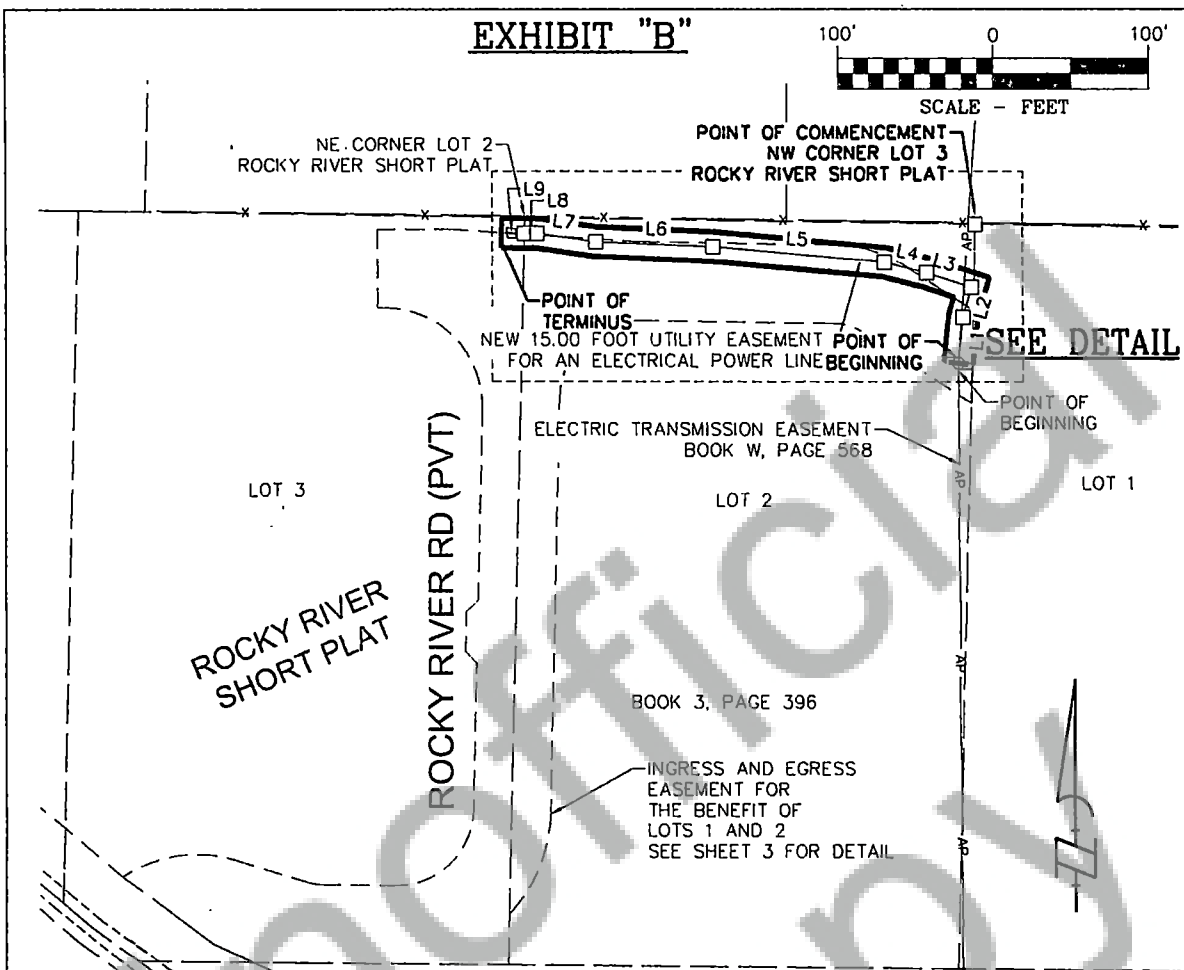 EXHIBIT "B"
100' 0 100'
SCALE - FEET
NE CORNER LOT 2
ROCKY RIVER SHORT PLAT
POINT OF COMMENCEMENT
NW CORNER LOT 3
ROCKY RIVER SHORT PLAT
L9
L8
L7
L6
L5
L4
L3
L2
L1
x x x x x x
AP
POINT OF
TERMINUS
NEW 15.00 FOOT UTILITY EASEMENT
FOR AN ELECTRICAL POWER LINE
POINT OF
BEGINNING
SEE DETAIL
POINT OF
BEGINNING
ELECTRIC TRANSMISSION EASEMENT
BOOK W, PAGE 568
AP
LOT 3
LOT 2
LOT 1
ROCKY RIVER RD (PVT)
ROCKY RIVER
SHORT PLAT
AP
BOOK 3, PAGE 396
INGRESS AND EGRESS
EASEMENT FOR
THE BENEFIT OF
LOTS 1 AND 2
SEE SHEET 3 FOR DETAIL
AP
N
Unofficial